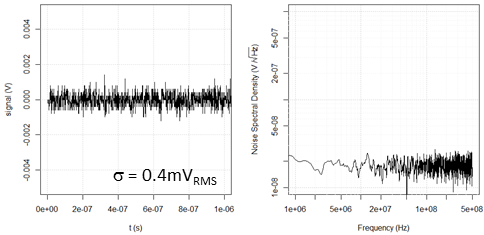 0.004
0.002
0.000
-0.002
-0.004
signal (V)
σ = 0.4mVRMS
0e+00 2e-07 4e-07 6e-07 8e-07 1e-06
t (s)
5e-07
2e-07
5e-08
1e-08
Noise Spectral Density (V /√Hz)
1e+06 5e+06 2e+07 1e+08 5e+08
Frequency (Hz)